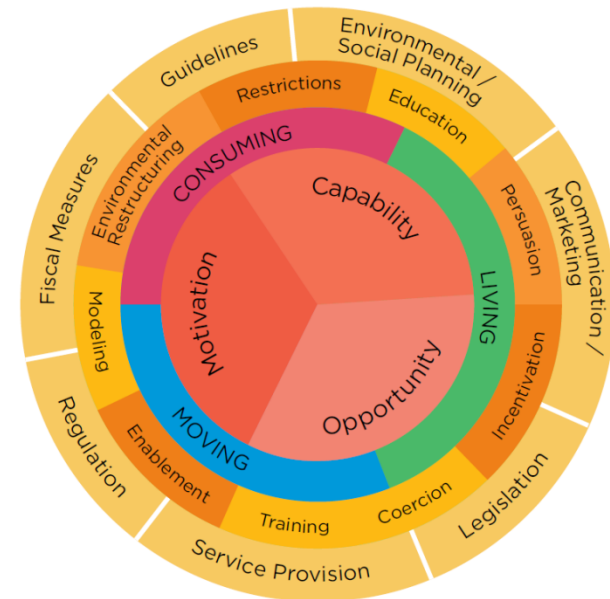 Guidelines
Environmental /
Social Planning
Communication /
Marketing
Legislation
Service Provision
Regulation
Fiscal Measures
Restrictions
Education
Persuasion
Incentivation
Coercion
Training
Enablement
Modeling
Environmental
Restructuring
CONSUMING
LIVING
MOVING
Capability
Opportunity
Motivation